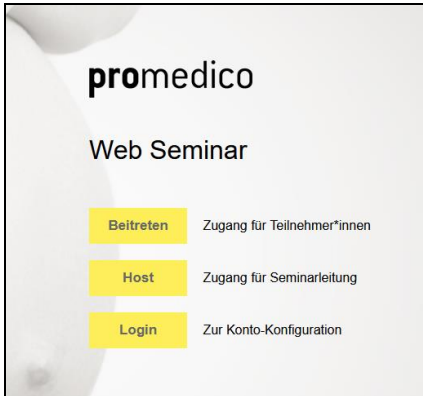 promedico
Web Seminar
Beitreten Zugang für Teilnehmer*innen
Host Zugang für Seminarleitung
Login Zur Konto-Konfiguration